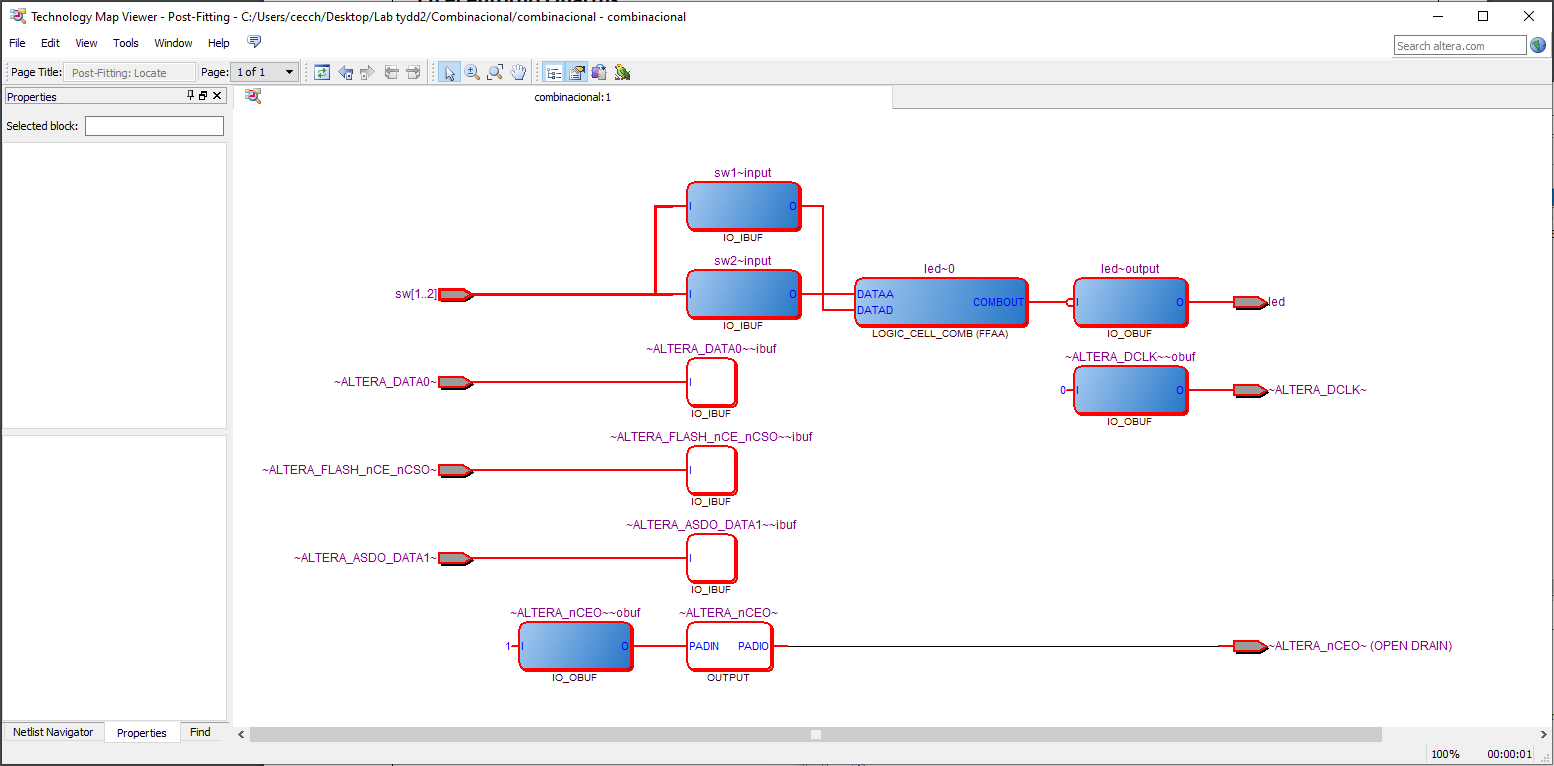 Technology Map Viewer - Post-Fitting - C:/Users/cecch/Desktop/Lab tydd2/Combinacional/combinacional - combinacional
File Edit View Tools Window Help
Search altera.com
Page Title: Post-Fitting: Locate Page: 1 of 1
Properties
combinacional:1
Selected block:
sw1~input
I O
IO_IBUF
sw2~input
I O
IO_IBUF
sw[1..2]
led~0
DATAA
DATAD
COMBOUT
LOGIC_CELL_COMB (FFAA)
led~output
I O
IO_OBUF
led
~ALTERA_DATA0~~ibuf
~ALTERA_DATA0~
I
IO_IBUF
~ALTERA_DCLK~~obuf
0 I O
IO_OBUF
~ALTERA_DCLK~
~ALTERA_FLASH_nCE_nCSO~~ibuf
~ALTERA_FLASH_nCE_nCSO~
I
IO_IBUF
~ALTERA_ASDO_DATA1~~ibuf
~ALTERA_ASDO_DATA1~
I
IO_IBUF
~ALTERA_nCEO~~obuf
1 I O
IO_OBUF
~ALTERA_nCEO~
PADIN PADIO
OUTPUT
~ALTERA_nCEO~ (OPEN DRAIN)
Netlist Navigator Properties Find
100% 00:00:01